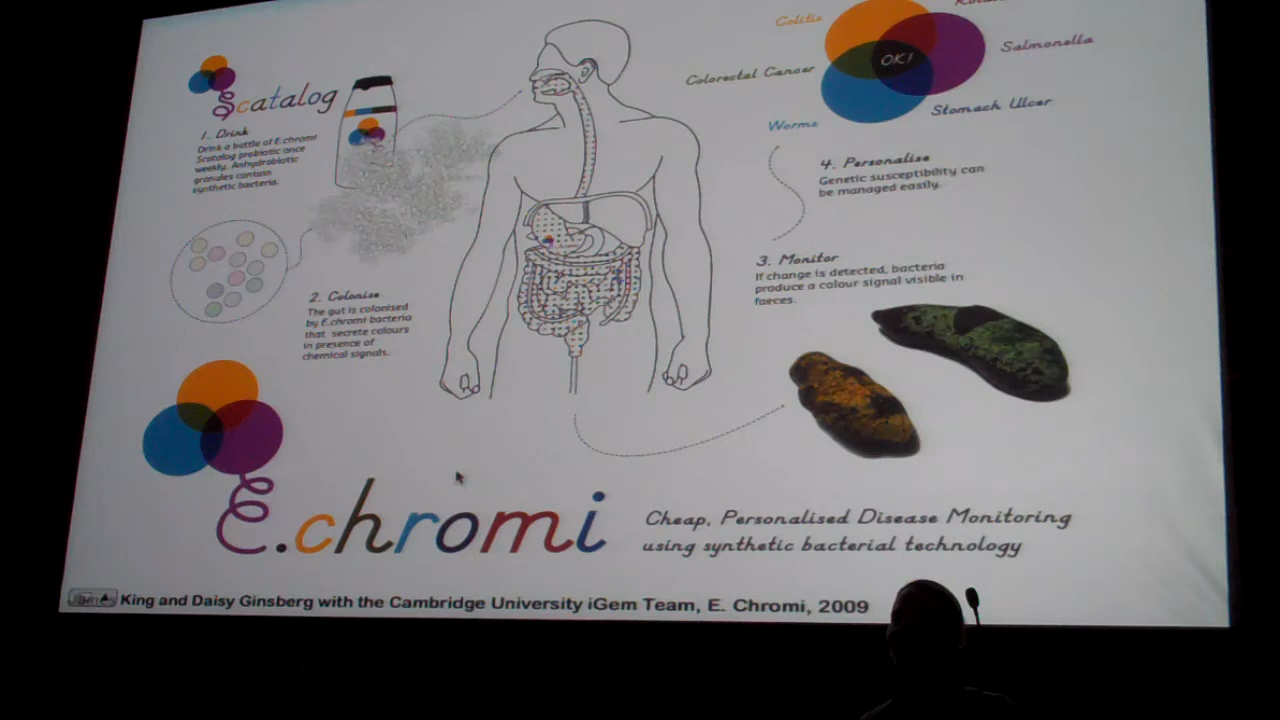 Scatalog
1. Drink
Drink a bottle of E.chromi
Scatalog probiotic once
weekly. Anhydrobiotic
granules contain
synthetic bacteria.
2. Colonise
The gut is colonised
by E.chromi bacteria
that secrete colours
in presence of
chemical signals.
Colitis
Salmonella
OK!
Colorectal Cancer
Stomach Ulcer
Worms
4. Personalise
Genetic susceptibility can
be managed easily.
3. Monitor
If change is detected, bacteria
produce a colour signal visible in
faeces.
E.chromi
Cheap, Personalised Disease Monitoring
using synthetic bacterial technology
King and Daisy Ginsberg with the Cambridge University iGem Team, E. Chromi, 2009